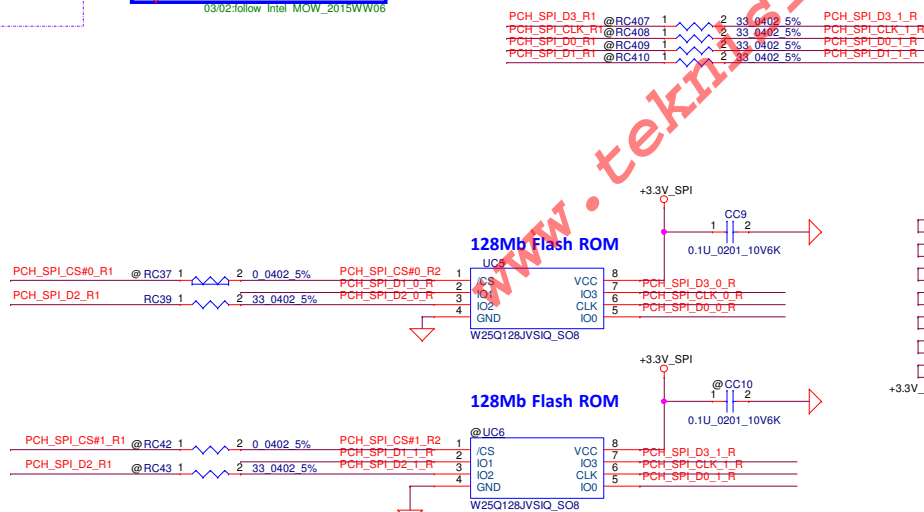 03/02:follow Intel MOW_2015WW06
PCH_SPI_D3_R1 @RC407 1 2 33_0402_5% PCH_SPI_D3_1_R
PCH_SPI_CLK_R1 @RC408 1 2 33_0402_5% PCH_SPI_CLK_1_R
PCH_SPI_D0_R1 @RC409 1 2 33_0402_5% PCH_SPI_D0_1_R
PCH_SPI_D1_R1 @RC410 1 2 33_0402_5% PCH_SPI_D1_1_R
www.teknis
+3.3V_SPI
CC9
1 2
0.1U_0201_10V6K
128Mb Flash ROM
UC5
PCH_SPI_CS#0_R1 @ RC37 1 2 0_0402_5% PCH_SPI_CS#0_R2 1 /CS VCC 8
PCH_SPI_D1_0_R 2 IO1 IO3 7 PCH_SPI_D3_0_R
PCH_SPI_D2_R1 RC39 1 2 33_0402_5% PCH_SPI_D2_0_R 3 IO2 CLK 6 PCH_SPI_CLK_0_R
4 GND IO0 5 PCH_SPI_D0_0_R
W25Q128JVSIQ_SO8
+3.3V_SPI
+3.3V_
@CC10
1 2
0.1U_0201_10V6K
128Mb Flash ROM
@UC6
PCH_SPI_CS#1_R1 @RC42 1 2 0_0402_5% PCH_SPI_CS#1_R2 1 /CS VCC 8
PCH_SPI_D1_1_R 2 IO1 IO3 7 PCH_SPI_D3_1_R
PCH_SPI_D2_R1 @RC43 1 2 33_0402_5% PCH_SPI_D2_1_R 3 IO2 CLK 6 PCH_SPI_CLK_1_R
4 GND IO0 5 PCH_SPI_D0_1_R
W25Q128JVSIQ_SO8